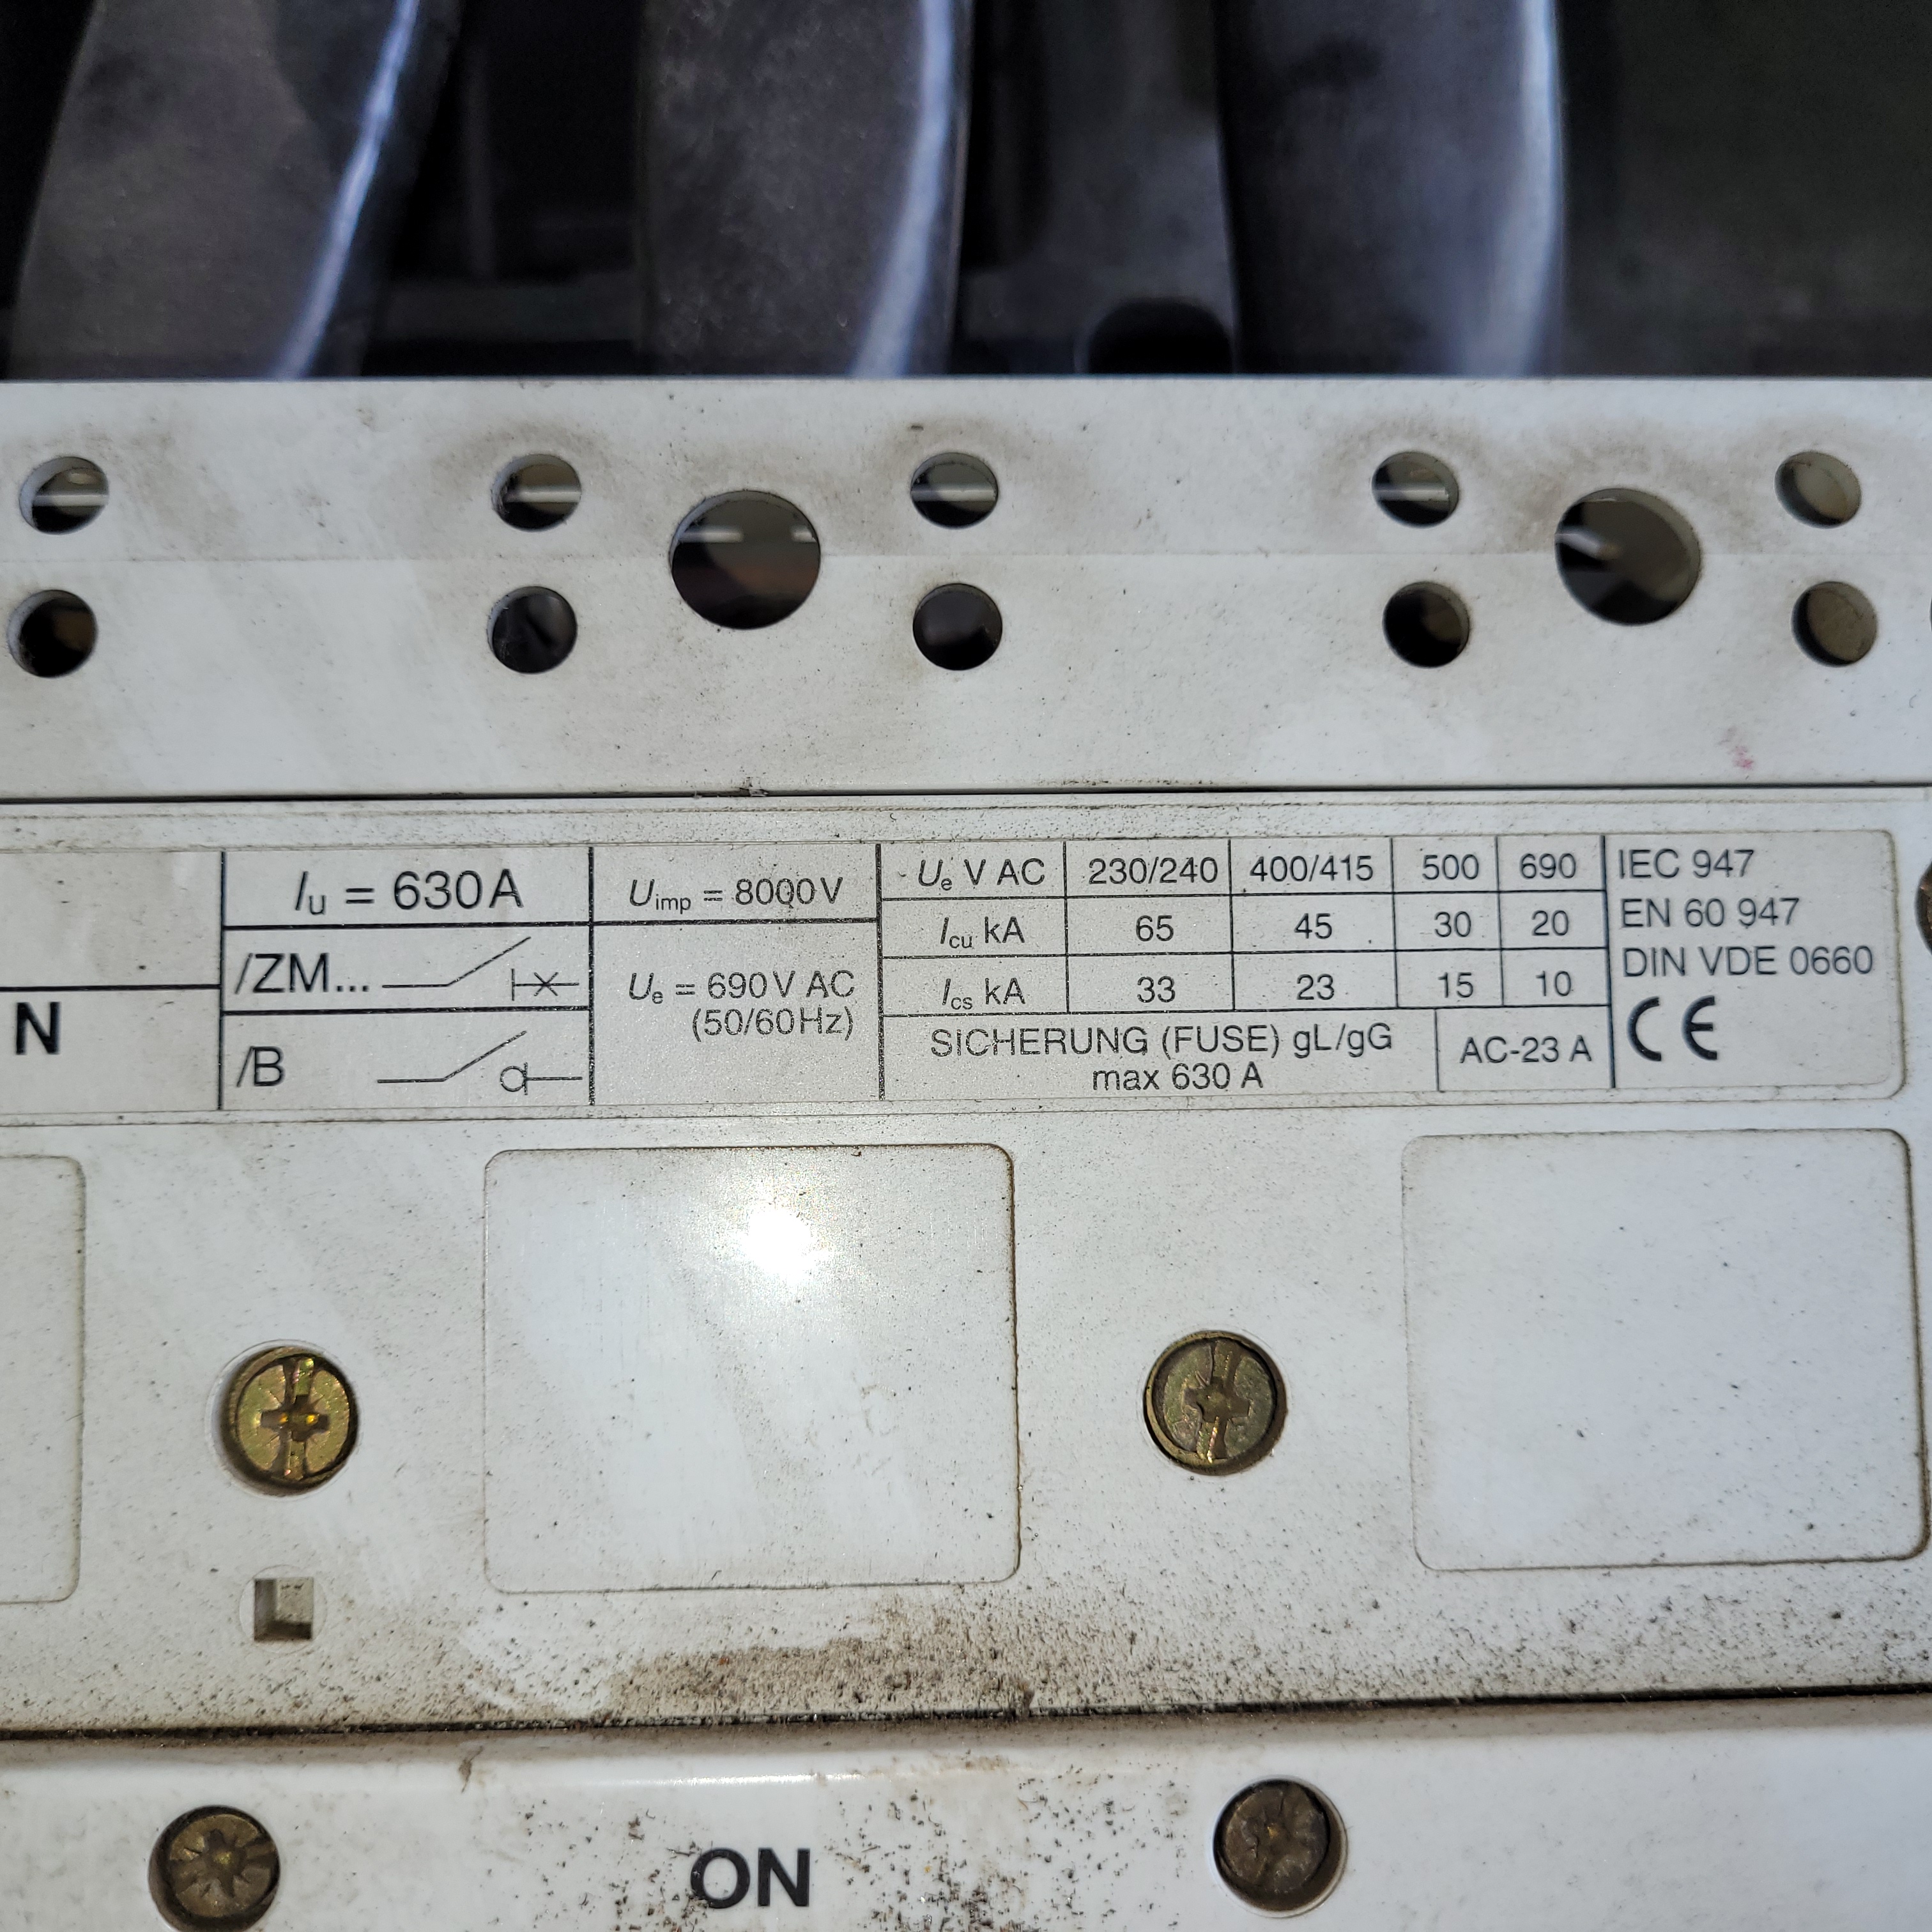 N
Iu = 630A
/ZM...
/B
Uimp = 8000V
Ue = 690V AC
(50/60Hz)
Ue V AC 230/240 400/415 500 690
Icu kA 65 45 30 20
Ics kA 33 23 15 10
SICHERUNG (FUSE) gL/gG
max 630 A
AC-23 A
IEC 947
EN 60 947
DIN VDE 0660
CE
ON